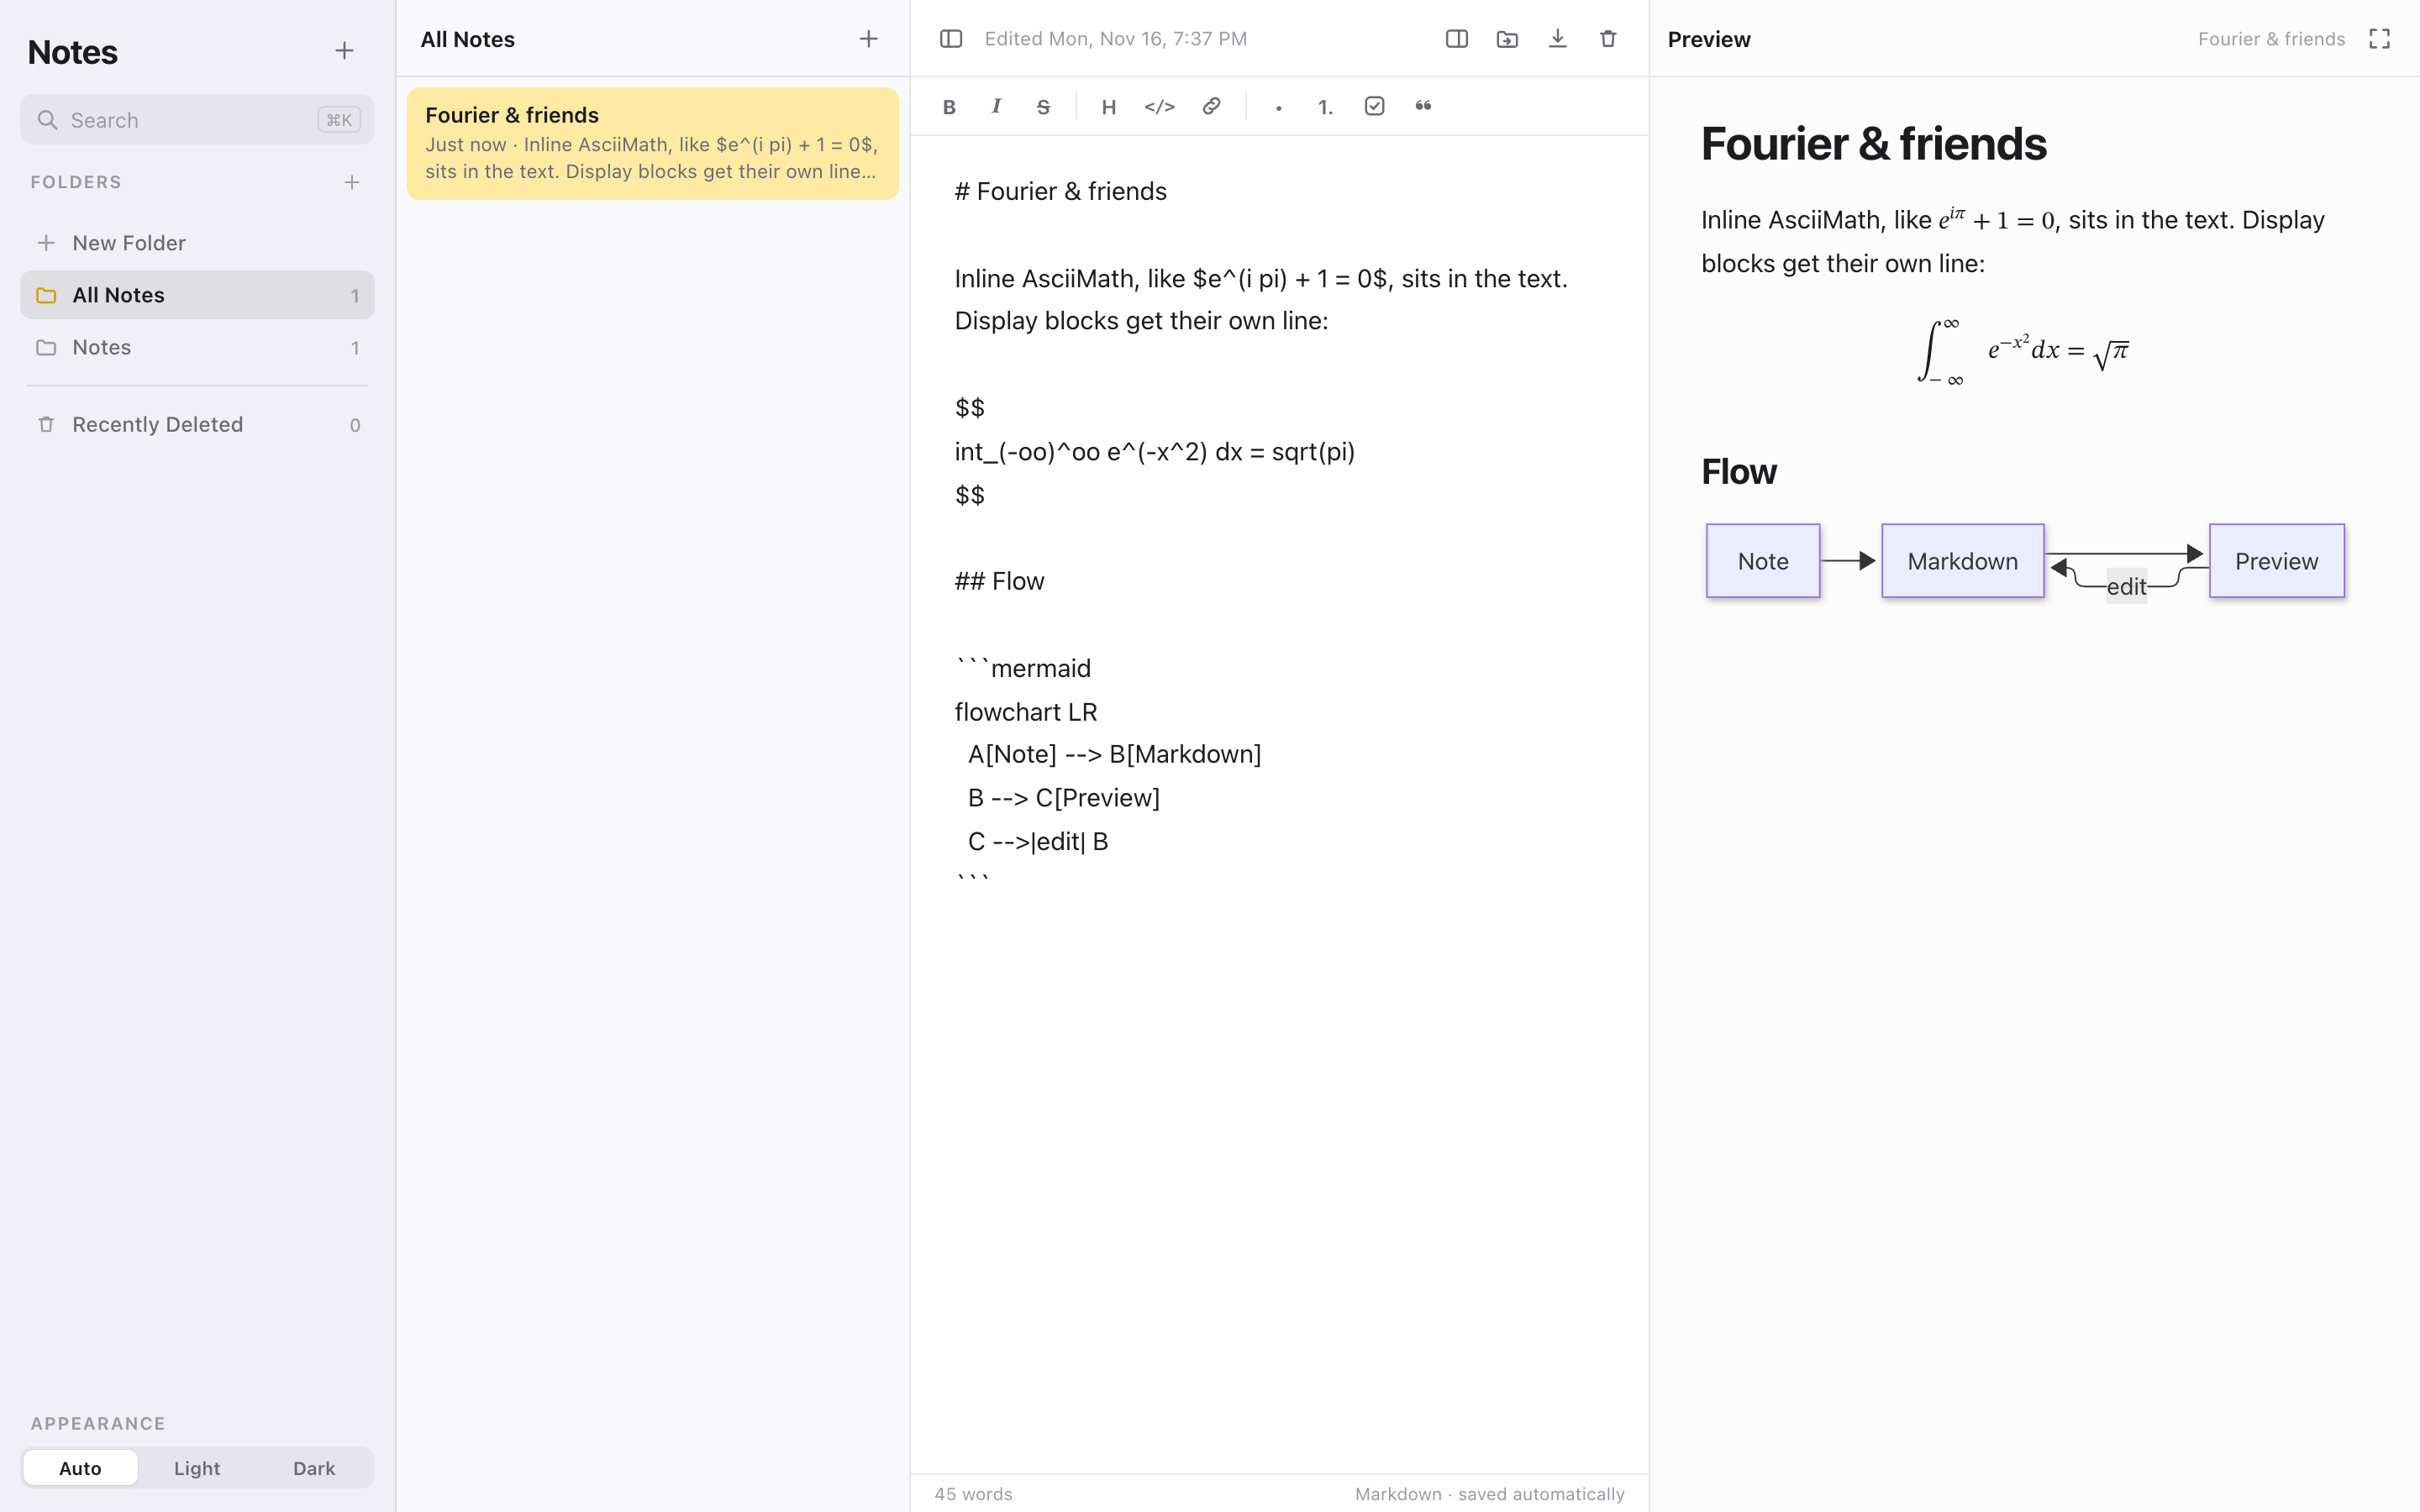 Notes
Search ⌘K
FOLDERS
New Folder
All Notes 1
Notes 1
Recently Deleted 0
APPEARANCE
Auto Light Dark
All Notes
Fourier & friends
Just now · Inline AsciiMath, like $e^(i pi) + 1 = 0$,
sits in the text. Display blocks get their own line...
Edited Mon, Nov 16, 7:37 PM
B I S H </> • 1. ❝
# Fourier & friends
Inline AsciiMath, like $e^(i pi) + 1 = 0$, sits in the text.
Display blocks get their own line:
$$
int_(-oo)^oo e^(-x^2) dx = sqrt(pi)
$$
## Flow
```mermaid
flowchart LR
  A[Note] --> B[Markdown]
  B --> C[Preview]
  C -->|edit| B
```
45 words
Markdown · saved automatically
Preview
Fourier & friends
Fourier & friends
Inline AsciiMath, like e^{iπ} + 1 = 0, sits in the text. Display
blocks get their own line:
∫_{−∞}^{∞} e^{−x²} dx = √π
Flow
Note Markdown edit Preview